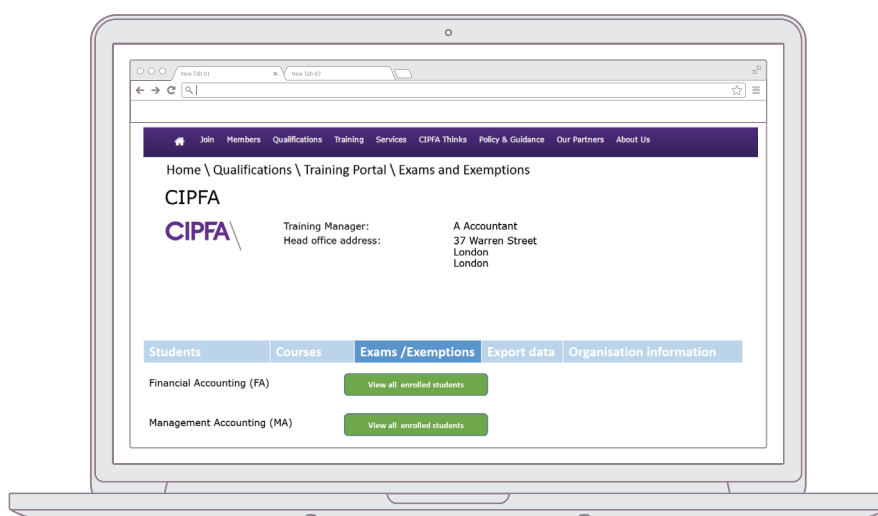 New Tab 01 x New Tab 02
Join Members Qualifications Training Services CIPFA Thinks Policy & Guidance Our Partners About Us
Home \ Qualifications \ Training Portal \ Exams and Exemptions
CIPFA
CIPFA\
Training Manager: A Accountant
Head office address: 37 Warren Street
London
London
Students Courses Exams /Exemptions Export data Organisation information
Financial Accounting (FA) View all enrolled students
Management Accounting (MA) View all enrolled students